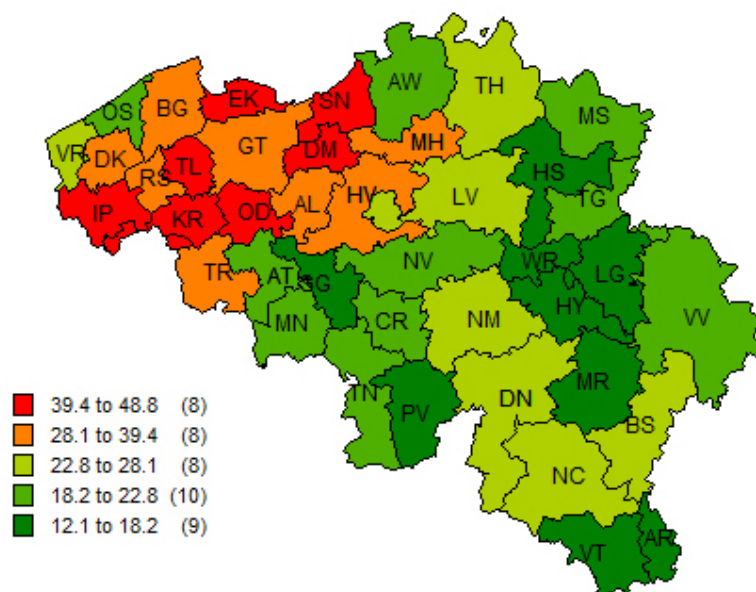 TH
AW
OS
BG
EK
SN
MS
VR
DK
GT
DM
MH
HS
RS
TL
IP
KR
OD
AL
HV
LV
TG
TR
AT
SG
NV
WR
LG
MN
CR
NM
HY
VV
TN
PV
DN
MR
BS
NC
VT
AR
39.4 to 48.8 (8)
28.1 to 39.4 (8)
22.8 to 28.1 (8)
18.2 to 22.8 (10)
12.1 to 18.2 (9)